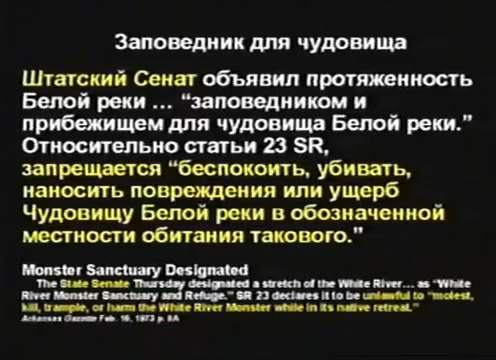 Заповедник для чудовища
Штатский Сенат объявил протяженность
Белой реки ... “заповедником и
прибежищем для чудовища Белой реки.”
Относительно статьи 23 SR,
запрещается “беспокоить, убивать,
наносить повреждения или ущерб
Чудовищу Белой реки в обозначенной
местности обитания такового.”
Monster Sanctuary Designated
The State Senate Thursday designated a stretch of the White River... as “White
River Monster Sanctuary and Refuge.” SR 23 declares it to be unlawful to “molest,
kill, trample, or harm the White River Monster while in its native retreat.”
Arkansas Gazette Feb. 16, 1973 p. 8A